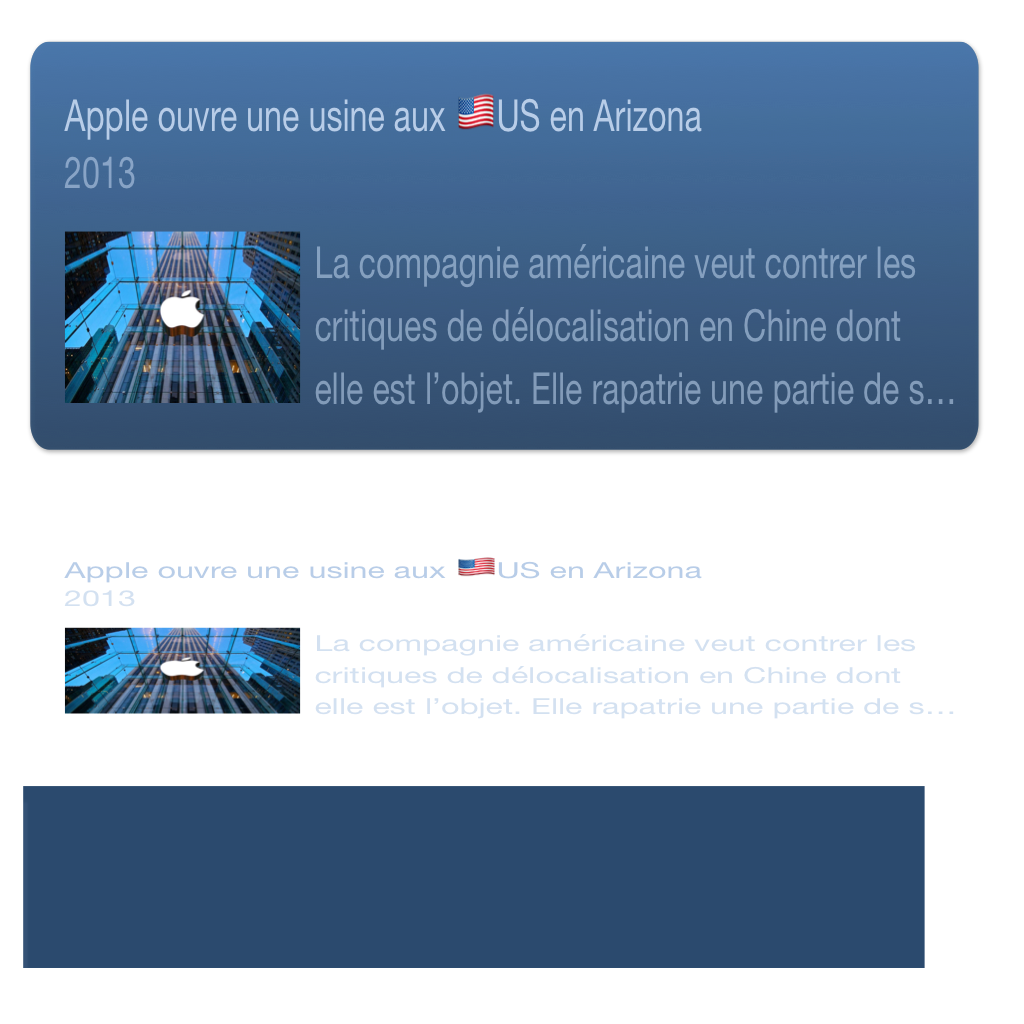 Apple ouvre une usine aux 🇺🇸US en Arizona
2013
La compagnie américaine veut contrer les
critiques de délocalisation en Chine dont
elle est l’objet. Elle rapatrie une partie de s…
Apple ouvre une usine aux 🇺🇸US en Arizona
2013
La compagnie américaine veut contrer les
critiques de délocalisation en Chine dont
elle est l’objet. Elle rapatrie une partie de s…